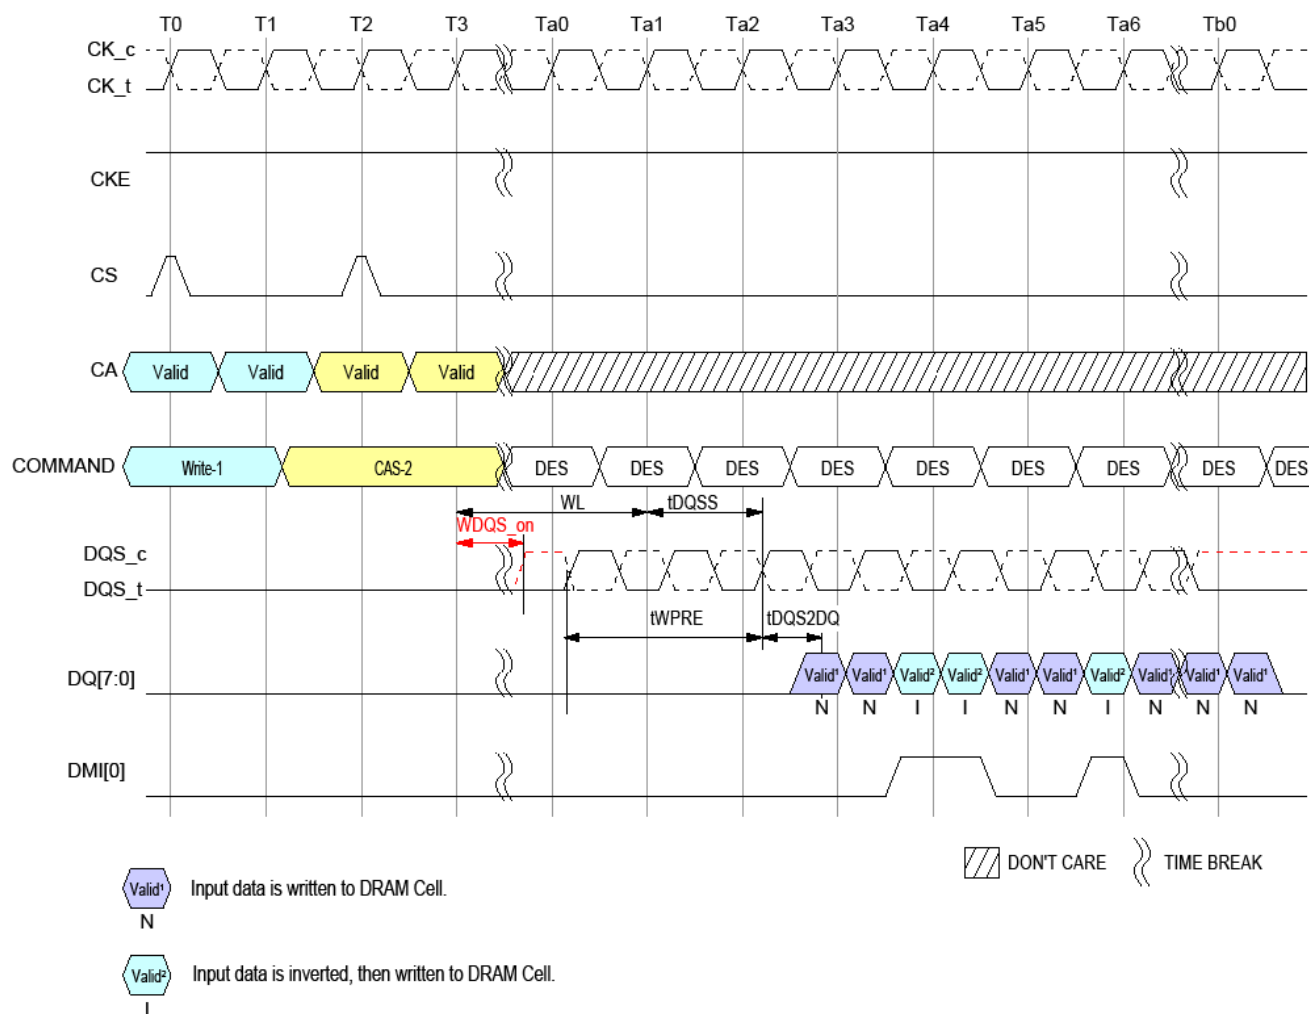 T0 T1 T2 T3 Ta0 Ta1 Ta2 Ta3 Ta4 Ta5 Ta6 Tb0
CK_c
CK_t
CKE
CS
CA Valid Valid Valid Valid
COMMAND Write-1 CAS-2 DES DES DES DES DES DES DES DES DES
WL tDQSS
WDQS_on
DQS_c
DQS_t
tWPRE tDQS2DQ
DQ[7:0] Valid¹ Valid¹ Valid² Valid² Valid¹ Valid¹ Valid² Valid¹ Valid¹ Valid¹
N N I I N N I N N N
DMI[0]
DON'T CARE TIME BREAK
Valid¹ Input data is written to DRAM Cell.
N
Valid² Input data is inverted, then written to DRAM Cell.
I